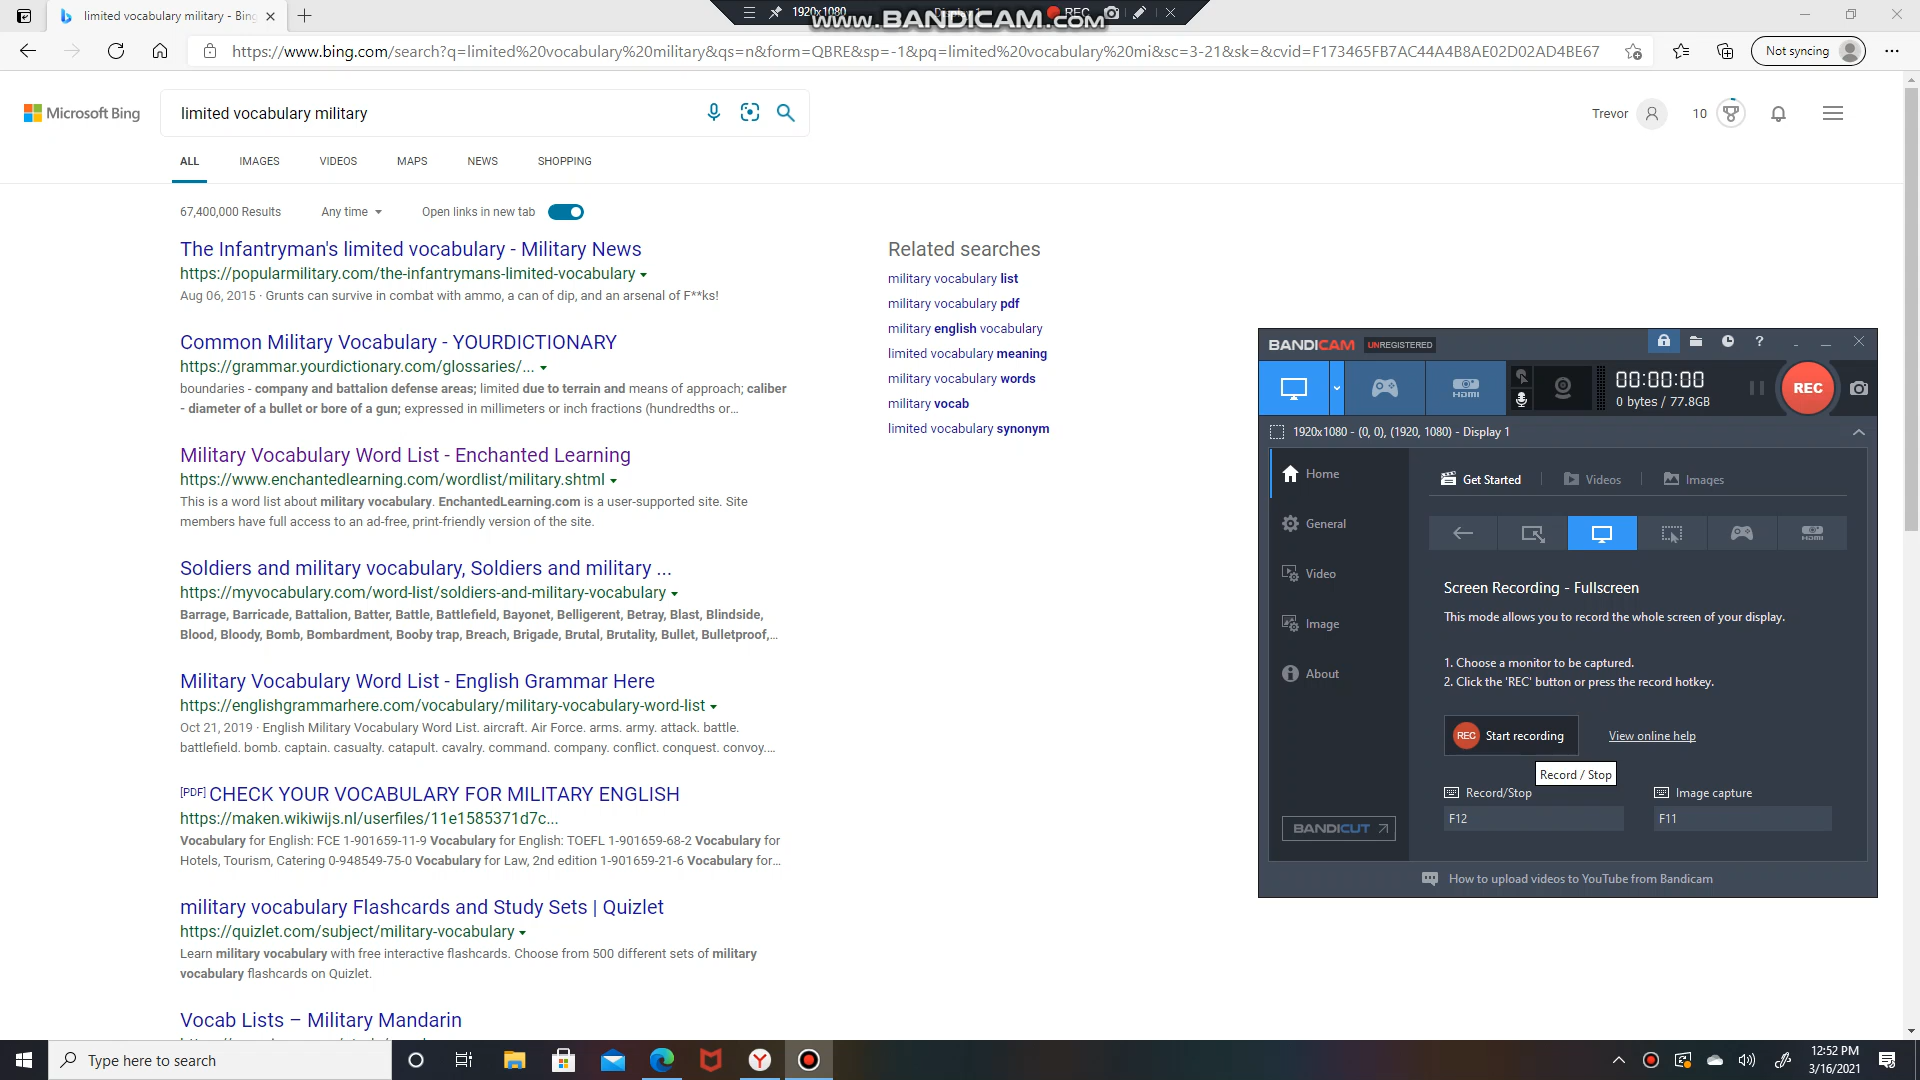 limited vocabulary military - Bing
1920x1080
REC
www.BANDICAM.com
https://www.bing.com/search?q=limited%20vocabulary%20military&qs=n&form=QBRE&sp=-1&pq=limited%20vocabulary%20mi&sc=3-21&sk=&cvid=F173465FB7AC44A4B8AE02D02AD4BE67
Not syncing
Microsoft Bing
limited vocabulary military
Trevor
10
ALL IMAGES VIDEOS MAPS NEWS SHOPPING
67,400,000 Results Any time Open links in new tab
The Infantryman's limited vocabulary - Military News
https://popularmilitary.com/the-infantrymans-limited-vocabulary
Aug 06, 2015 · Grunts can survive in combat with ammo, a can of dip, and an arsenal of F**ks!
Common Military Vocabulary - YOURDICTIONARY
https://grammar.yourdictionary.com/glossaries/...
boundaries - company and battalion defense areas; limited due to terrain and means of approach; caliber
- diameter of a bullet or bore of a gun; expressed in millimeters or inch fractions (hundredths or…
Military Vocabulary Word List - Enchanted Learning
https://www.enchantedlearning.com/wordlist/military.shtml
This is a word list about military vocabulary. EnchantedLearning.com is a user-supported site. Site
members have full access to an ad-free, print-friendly version of the site.
Soldiers and military vocabulary, Soldiers and military ...
https://myvocabulary.com/word-list/soldiers-and-military-vocabulary
Barrage, Barricade, Battalion, Batter, Battle, Battlefield, Bayonet, Belligerent, Betray, Blast, Blindside,
Blood, Bloody, Bomb, Bombardment, Booby trap, Breach, Brigade, Brutal, Brutality, Bullet, Bulletproof,…
Military Vocabulary Word List - English Grammar Here
https://englishgrammarhere.com/vocabulary/military-vocabulary-word-list
Oct 21, 2019 · English Military Vocabulary Word List. aircraft. Air Force. arms. army. attack. battle.
battlefield. bomb. captain. casualty. catapult. cavalry. command. company. conflict. conquest. convoy.…
[PDF] CHECK YOUR VOCABULARY FOR MILITARY ENGLISH
https://maken.wikiwijs.nl/userfiles/11e1585371d7c...
Vocabulary for English: FCE 1-901659-11-9 Vocabulary for English: TOEFL 1-901659-68-2 Vocabulary for
Hotels, Tourism, Catering 0-948549-75-0 Vocabulary for Law, 2nd edition 1-901659-21-6 Vocabulary for…
military vocabulary Flashcards and Study Sets | Quizlet
https://quizlet.com/subject/military-vocabulary
Learn military vocabulary with free interactive flashcards. Choose from 500 different sets of military
vocabulary flashcards on Quizlet.
Vocab Lists – Military Mandarin
Related searches
military vocabulary list
military vocabulary pdf
military english vocabulary
limited vocabulary meaning
military vocabulary words
military vocab
limited vocabulary synonym
BANDICAM UNREGISTERED
?
HDMI
00:00:00
0 bytes / 77.8GB
REC
1920x1080 - (0, 0), (1920, 1080) - Display 1
Home
General
Video
Image
About
BANDICUT
Get Started Videos Images
HDMI
Screen Recording - Fullscreen
This mode allows you to record the whole screen of your display.
1. Choose a monitor to be captured.
2. Click the 'REC' button or press the record hotkey.
REC Start recording View online help
Record / Stop
Record/Stop Image capture
F12 F11
How to upload videos to YouTube from Bandicam
Type here to search
12:52 PM
3/16/2021